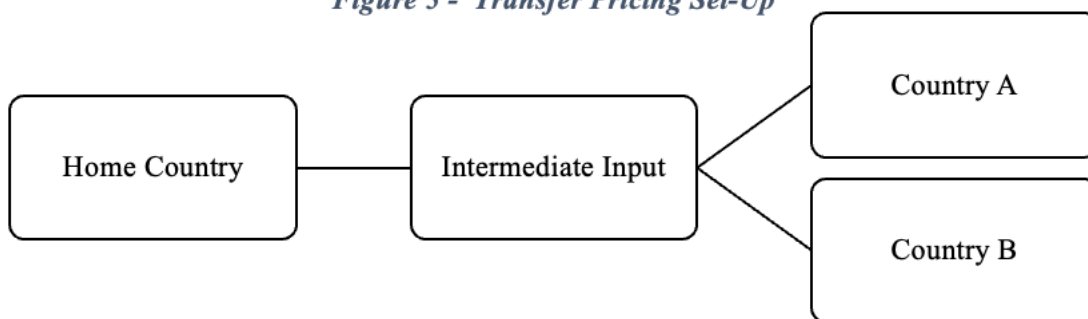 Figure 3 - Transfer Pricing Set-Up
Country A
Home Country
Intermediate Input
Country B